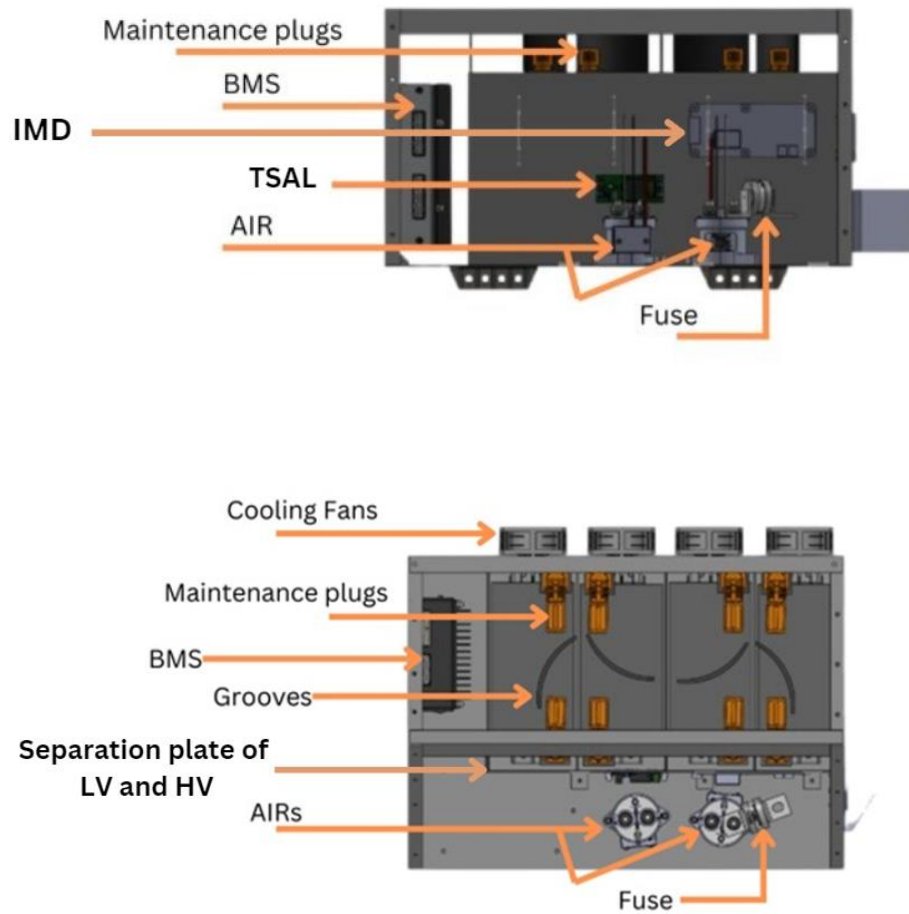 Maintenance plugs
BMS
IMD
TSAL
AIR
Fuse
Cooling Fans
Maintenance plugs
BMS
Grooves
Separation plate of
LV and HV
AIRs
Fuse